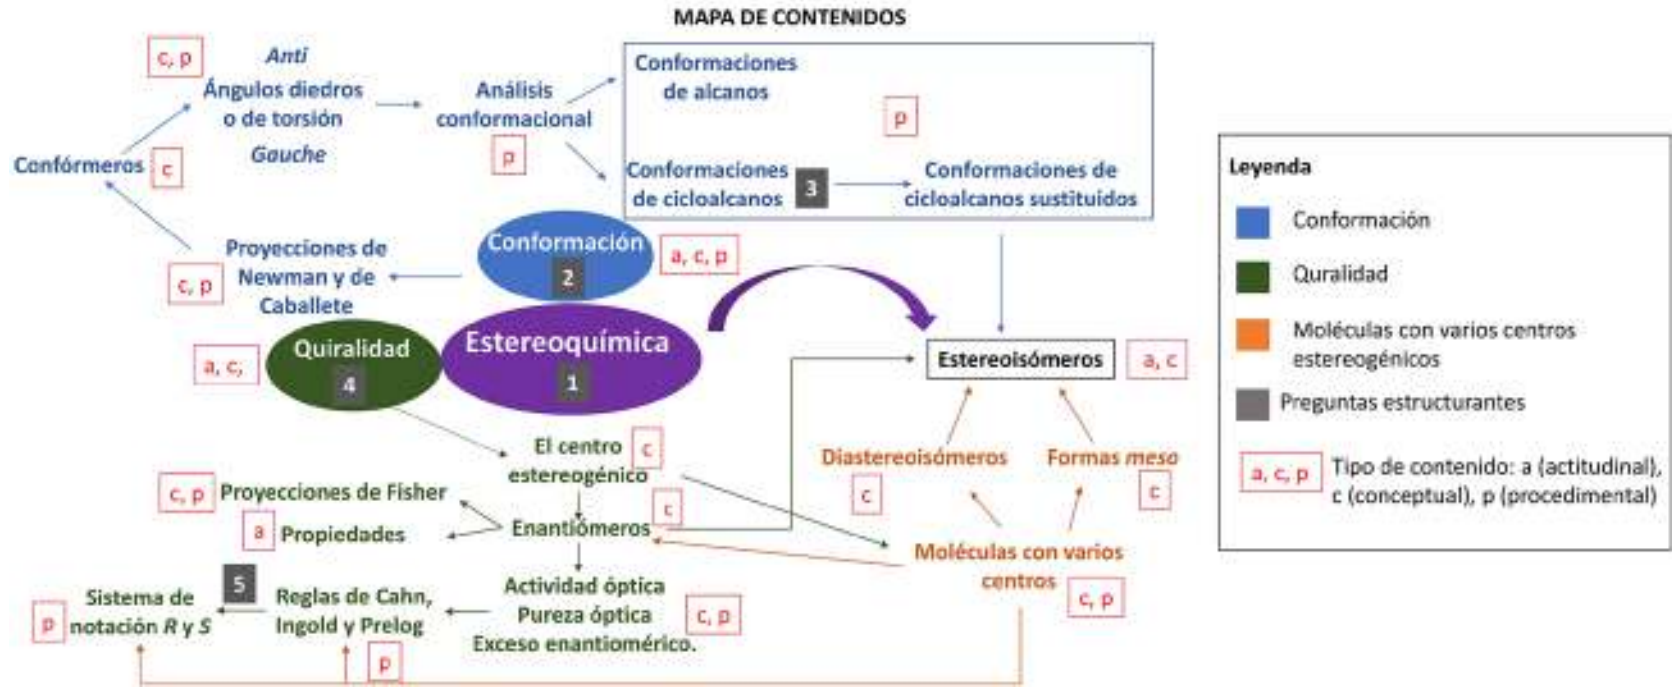 MAPA DE CONTENIDOS
c, p
Anti
Ángulos diedros
o de torsión
Gauche
Confórmeros
c
Análisis
conformacional
p
Conformaciones
de alcanos
p
Conformaciones
de cicloalcanos
3
Conformaciones de
cicloalcanos sustituidos
Proyecciones de
Newman y de
Caballete
c, p
Conformación
2
a, c, p
Quiralidad
4
a, c,
Estereoquímica
1
Estereoisómeros
a, c
El centro
estereogénico
c
Diastereoisómeros
c
Formas meso
c
c, p
Proyecciones de Fisher
a
Propiedades
Enantiómeros
c
Moléculas con varios
centros
c, p
Sistema de
notación R y S
p
5
Reglas de Cahn,
Ingold y Prelog
p
Actividad óptica
Pureza óptica
Exceso enantiomérico.
c, p
Leyenda
Conformación
Quralidad
Moléculas con varios centros
estereogénicos
Preguntas estructurantes
a, c, p
Tipo de contenido: a (actitudinal),
c (conceptual), p (procedimental)